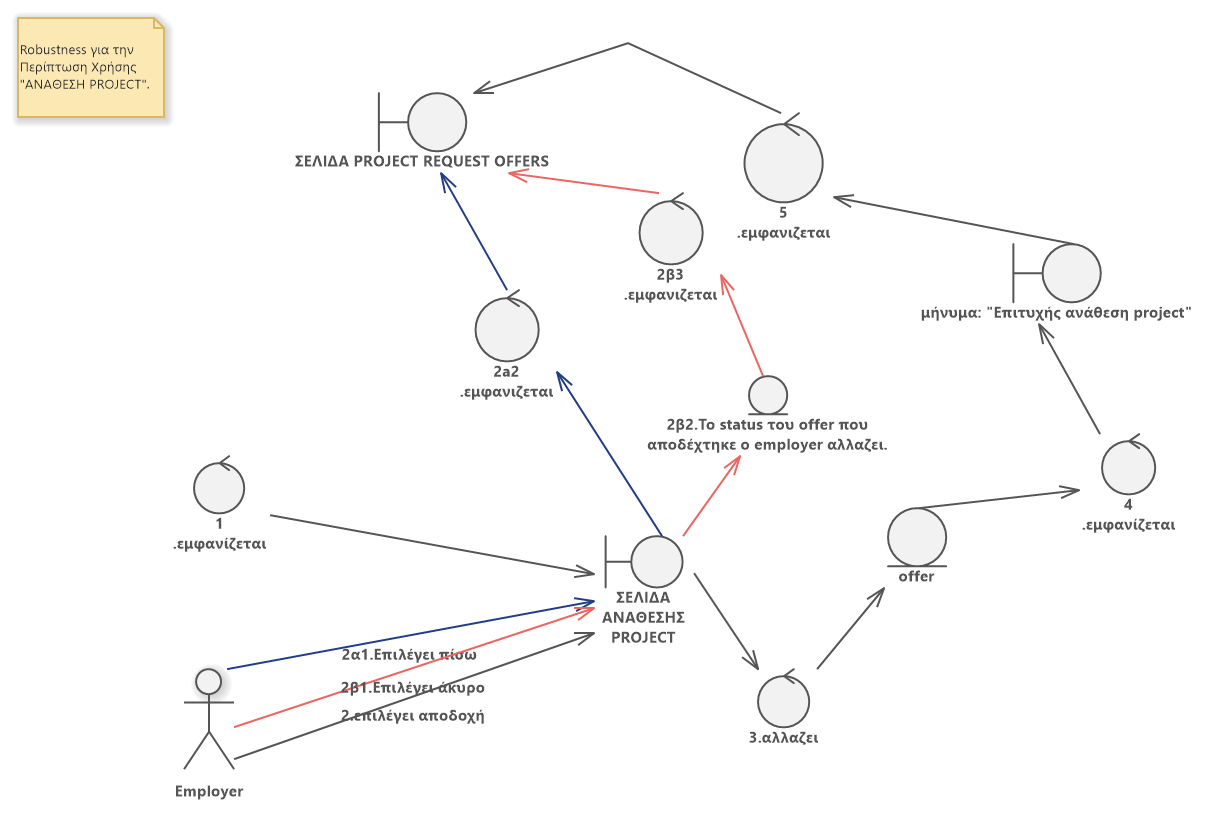 Robustness για την
Περίπτωση Χρήσης
"ΑΝΑΘΕΣΗ PROJECT".
ΣΕΛΙΔΑ PROJECT REQUEST OFFERS
5
.εμφανιζεται
2β3
.εμφανιζεται
μήνυμα: "Επιτυχής ανάθεση project"
2α2
.εμφανιζεται
2β2.Το status του offer που
αποδέχτηκε ο employer αλλαζει.
1
.εμφανίζεται
4
.εμφανίζεται
offer
ΣΕΛΙΔΑ
ΑΝΑΘΕΣΗΣ
PROJECT
2α1.Επιλέγει πίσω
2β1.Επιλέγει άκυρο
2.επιλέγει αποδοχή
3.αλλαζει
Employer